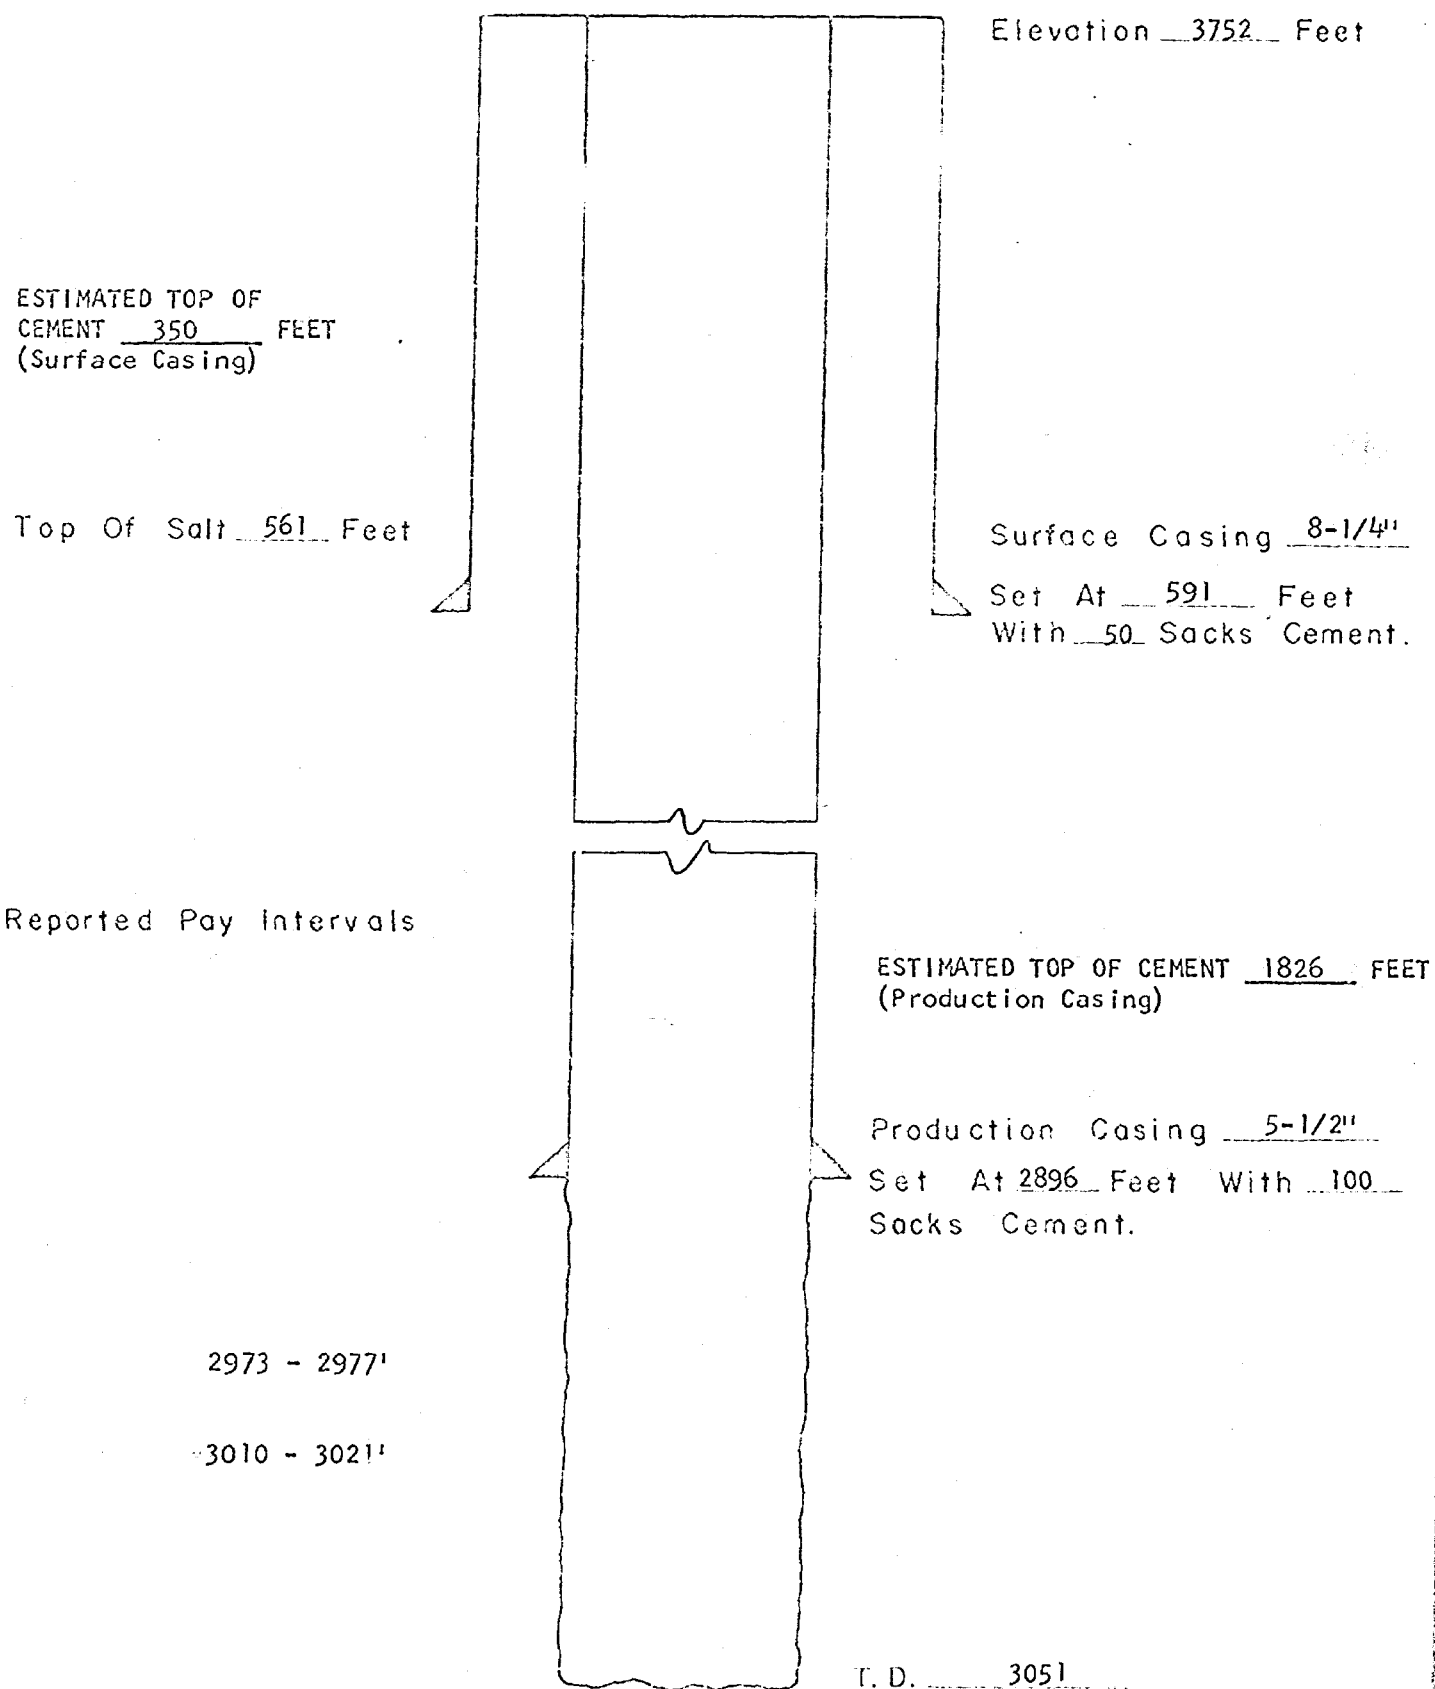 Elevation 3752 Feet
ESTIMATED TOP OF
CEMENT 350 FEET
(Surface Casing)
Top Of Salt 561 Feet
Surface Casing 8-1/4"
Set At 591 Feet
With 50 Sacks Cement.
Reported Pay Intervals
ESTIMATED TOP OF CEMENT 1826 FEET
(Production Casing)
Production Casing 5-1/2"
Set At 2896 Feet With 100
Sacks Cement.
2973 - 2977'
3010 - 3021'
T. D. 3051